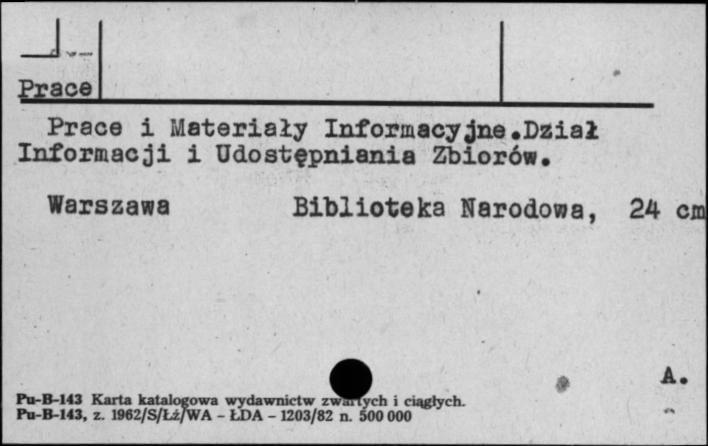 Prace
Prace i Materiały Informacyjne.Dział
Informacji i Udostępniania Zbiorów.
Warszawa Biblioteka Narodowa, 24 cm
A.
Pu-B-143 Karta katalogowa wydawnictw zwartych i ciągłych.
Pu-B-143, z. 1962/S/Łż/WA – ŁDA – 1203/82 n. 500 000